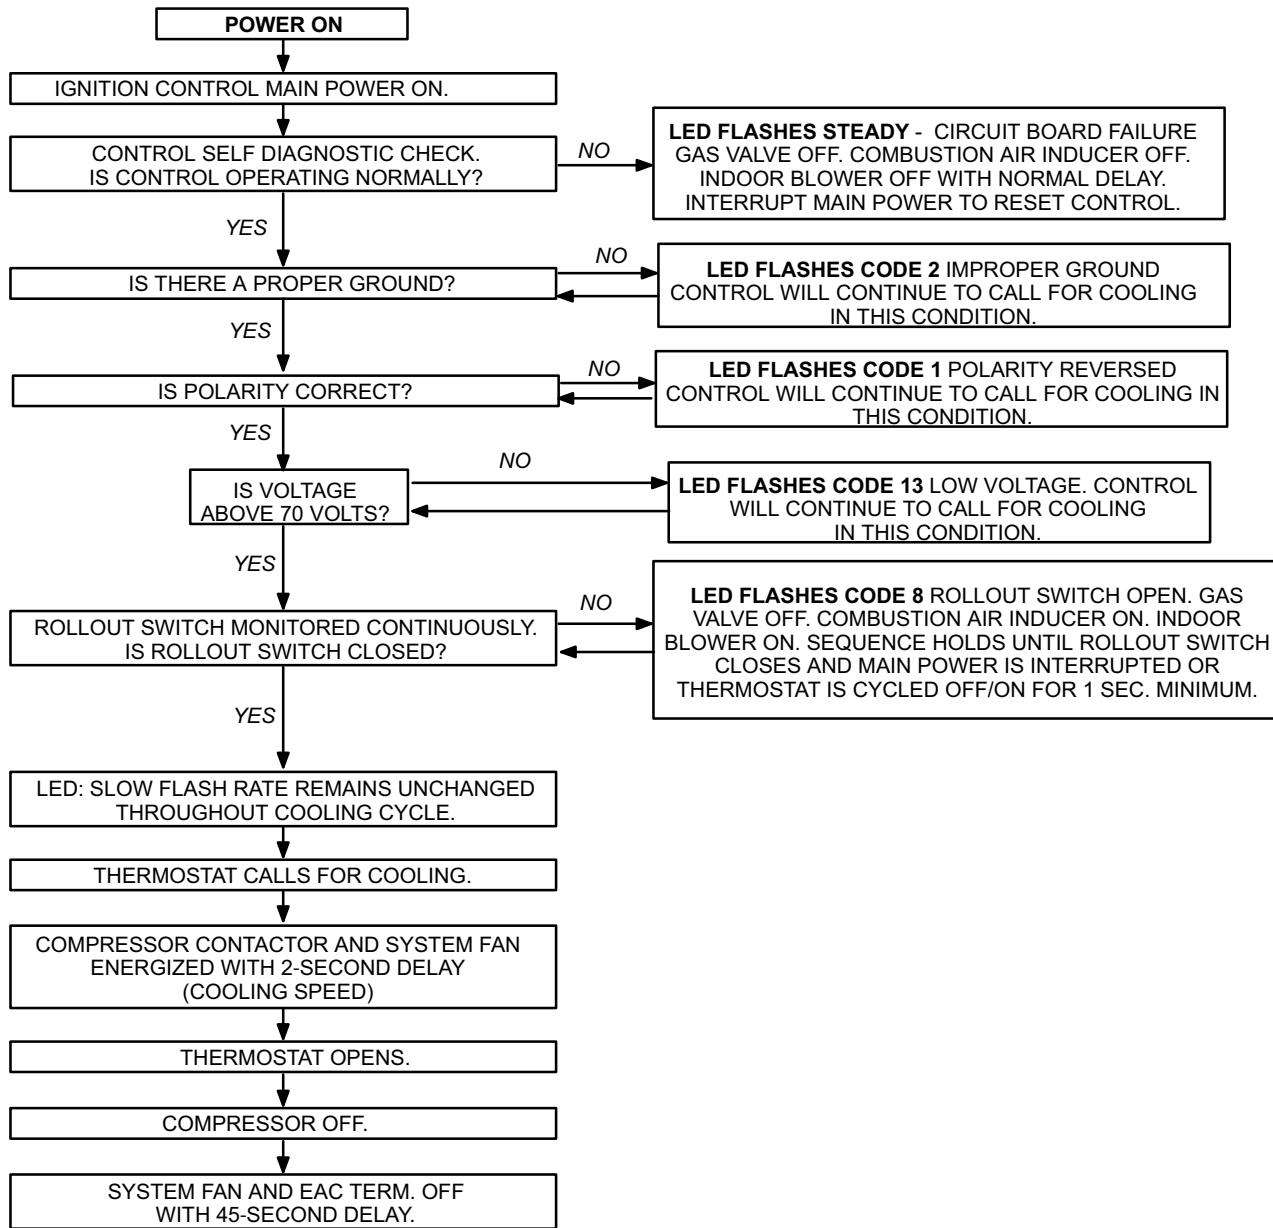 POWER ON
IGNITION CONTROL MAIN POWER ON.
CONTROL SELF DIAGNOSTIC CHECK.
IS CONTROL OPERATING NORMALLY?
NO
LED FLASHES STEADY - CIRCUIT BOARD FAILURE
GAS VALVE OFF. COMBUSTION AIR INDUCER OFF.
INDOOR BLOWER OFF WITH NORMAL DELAY.
INTERRUPT MAIN POWER TO RESET CONTROL.
YES
IS THERE A PROPER GROUND?
NO
LED FLASHES CODE 2 IMPROPER GROUND
CONTROL WILL CONTINUE TO CALL FOR COOLING
IN THIS CONDITION.
YES
IS POLARITY CORRECT?
NO
LED FLASHES CODE 1 POLARITY REVERSED
CONTROL WILL CONTINUE TO CALL FOR COOLING IN
THIS CONDITION.
YES
IS VOLTAGE
ABOVE 70 VOLTS?
NO
LED FLASHES CODE 13 LOW VOLTAGE. CONTROL
WILL CONTINUE TO CALL FOR COOLING
IN THIS CONDITION.
YES
ROLLOUT SWITCH MONITORED CONTINUOUSLY.
IS ROLLOUT SWITCH CLOSED?
NO
LED FLASHES CODE 8 ROLLOUT SWITCH OPEN. GAS
VALVE OFF. COMBUSTION AIR INDUCER ON. INDOOR
BLOWER ON. SEQUENCE HOLDS UNTIL ROLLOUT SWITCH
CLOSES AND MAIN POWER IS INTERRUPTED OR
THERMOSTAT IS CYCLED OFF/ON FOR 1 SEC. MINIMUM.
YES
LED: SLOW FLASH RATE REMAINS UNCHANGED
THROUGHOUT COOLING CYCLE.
THERMOSTAT CALLS FOR COOLING.
COMPRESSOR CONTACTOR AND SYSTEM FAN
ENERGIZED WITH 2-SECOND DELAY
(COOLING SPEED)
THERMOSTAT OPENS.
COMPRESSOR OFF.
SYSTEM FAN AND EAC TERM. OFF
WITH 45-SECOND DELAY.